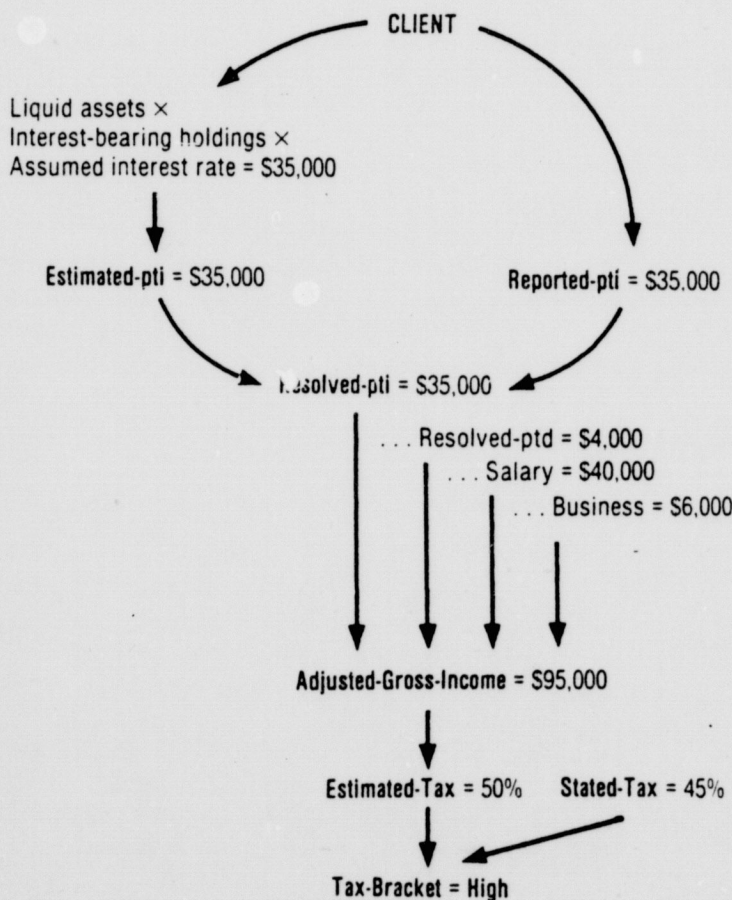 CLIENT
Liquid assets ×
Interest-bearing holdings ×
Assumed interest rate = $35,000
Estimated-pti = $35,000
Reported-pti = $35,000
Resolved-pti = $35,000
... Resolved-ptd = $4,000
... Salary = $40,000
... Business = $6,000
Adjusted-Gross-Income = $95,000
Estimated-Tax = 50%
Stated-Tax = 45%
Tax-Bracket = High